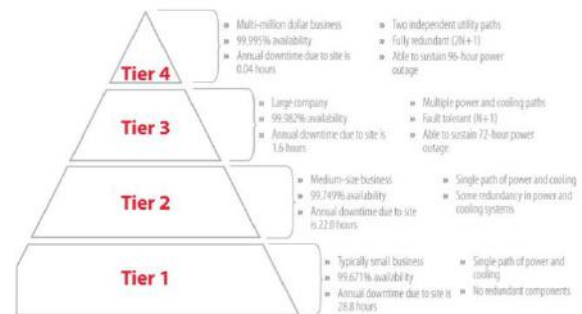 Tier 4
» Multi-million dollar business
» 99.995% availability
» Annual downtime due to site is
0.04 hours
» Two independent utility paths
» Fully redundant (2N+1)
» Able to sustain 96-hour power
outage
Tier 3
» Large company
» 99.982% availability
» Annual downtime due to site is
1.6 hours
» Multiple power and cooling paths
» Fault tolerant (N+1)
» Able to sustain 72-hour power
outage
Tier 2
» Medium-size business
» 99.749% availability
» Annual downtime due to site
is 22.0 hours
» Single path of power and cooling
» Some redundancy in power and
cooling systems
Tier 1
» Typically small business
» 99.671% availability
» Annual downtime due to site is
28.8 hours
» Single path of power and
cooling
» No redundant components